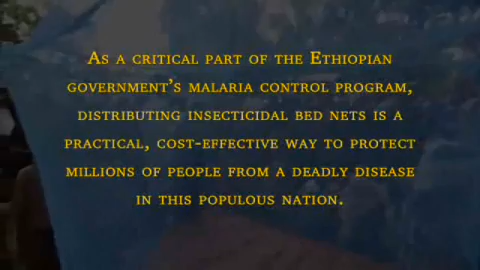 As a critical part of the Ethiopian
government's malaria control program,
distributing insecticidal bed nets is a
practical, cost-effective way to protect
millions of people from a deadly disease
in this populous nation.